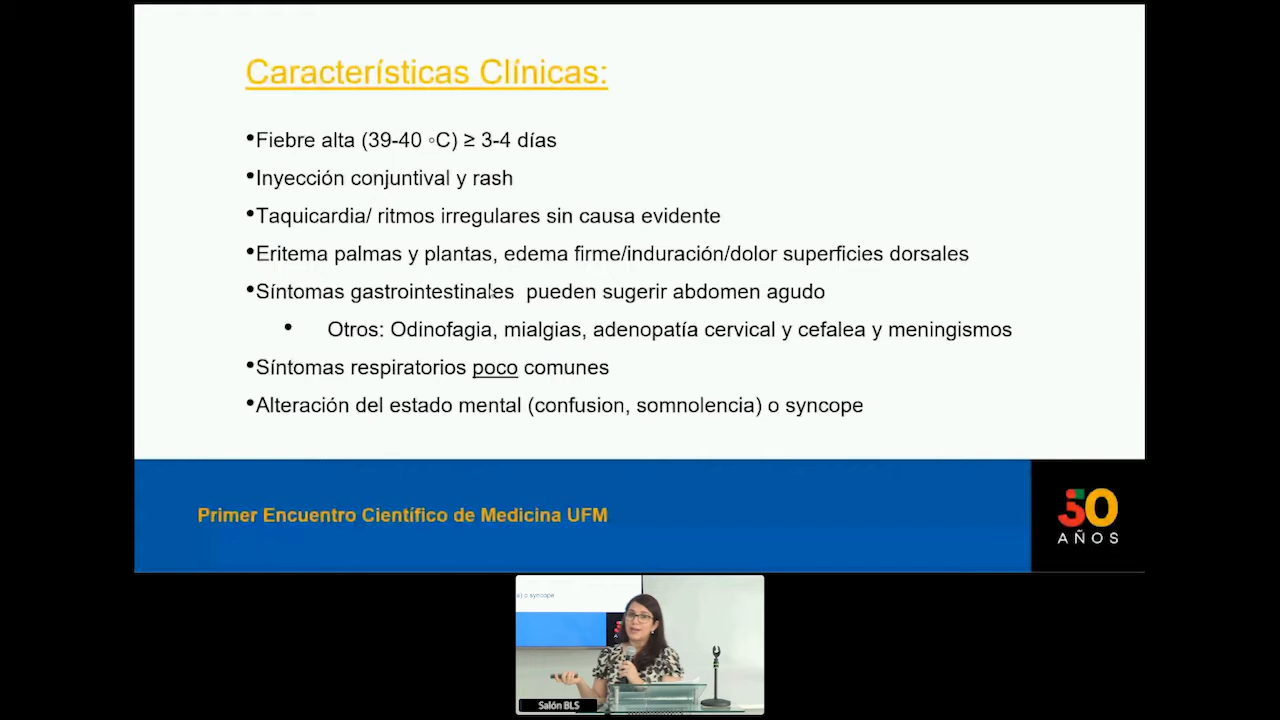 Características Clínicas:
•Fiebre alta (39-40 ◦C) ≥ 3-4 días
•Inyección conjuntival y rash
•Taquicardia/ ritmos irregulares sin causa evidente
•Eritema palmas y plantas, edema firme/induración/dolor superficies dorsales
•Síntomas gastrointestinales pueden sugerir abdomen agudo
• Otros: Odinofagia, mialgias, adenopatía cervical y cefalea y meningismos
•Síntomas respiratorios poco comunes
•Alteración del estado mental (confusion, somnolencia) o syncope
Primer Encuentro Científico de Medicina UFM
50
AÑOS
o syncope
Salón BLS